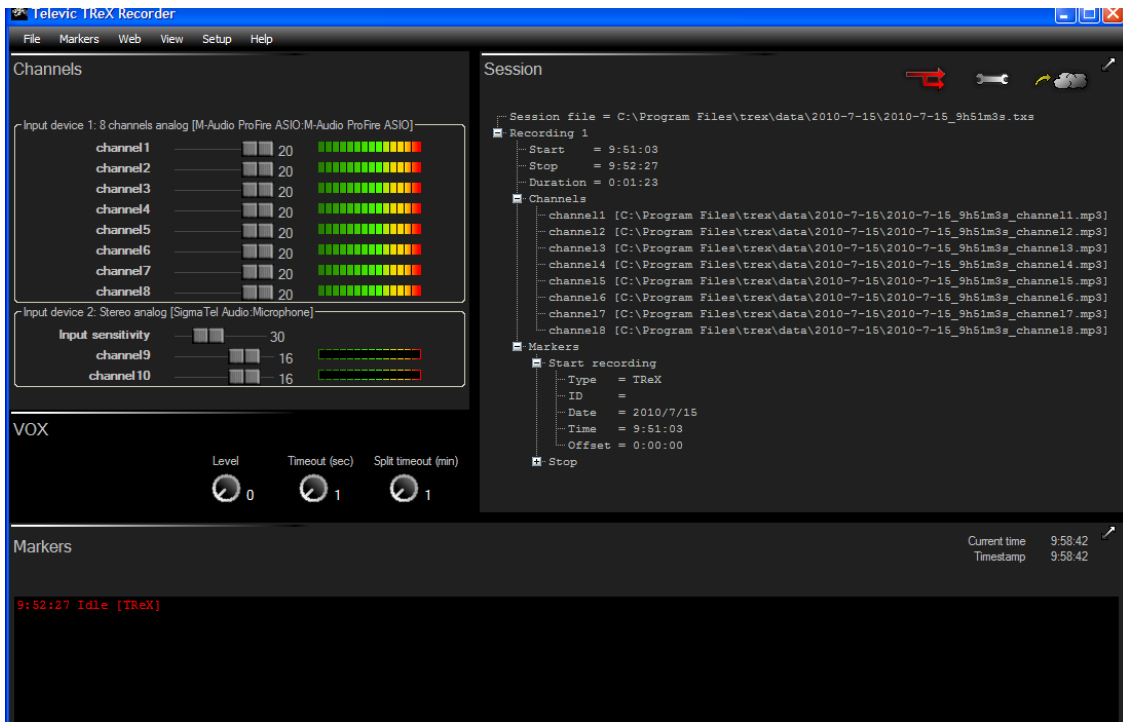 Televic TReX Recorder
File Markers Web View Setup Help
Channels
Input device 1: 8 channels analog [M-Audio ProFire ASIO:M-Audio ProFire ASIO]
channel1 20
channel2 20
channel3 20
channel4 20
channel5 20
channel6 20
channel7 20
channel8 20
Input device 2: Stereo analog [SigmaTel Audio:Microphone]
Input sensitivity 30
channel9 16
channel10 16
VOX
Level Timeout (sec) Split timeout (min)
0 1 1
Session
Session file = C:\Program Files\trex\data\2010-7-15\2010-7-15_9h51m3s.txs
Recording 1
Start = 9:51:03
Stop = 9:52:27
Duration = 0:01:23
Channels
channel1 [C:\Program Files\trex\data\2010-7-15\2010-7-15_9h51m3s_channel1.mp3]
channel2 [C:\Program Files\trex\data\2010-7-15\2010-7-15_9h51m3s_channel2.mp3]
channel3 [C:\Program Files\trex\data\2010-7-15\2010-7-15_9h51m3s_channel3.mp3]
channel4 [C:\Program Files\trex\data\2010-7-15\2010-7-15_9h51m3s_channel4.mp3]
channel5 [C:\Program Files\trex\data\2010-7-15\2010-7-15_9h51m3s_channel5.mp3]
channel6 [C:\Program Files\trex\data\2010-7-15\2010-7-15_9h51m3s_channel6.mp3]
channel7 [C:\Program Files\trex\data\2010-7-15\2010-7-15_9h51m3s_channel7.mp3]
channel8 [C:\Program Files\trex\data\2010-7-15\2010-7-15_9h51m3s_channel8.mp3]
Markers
Start recording
Type = TReX
ID =
Date = 2010/7/15
Time = 9:51:03
Offset = 0:00:00
Stop
Markers
Current time 9:58:42
Timestamp 9:58:42
9:52:27 Idle [TReX]